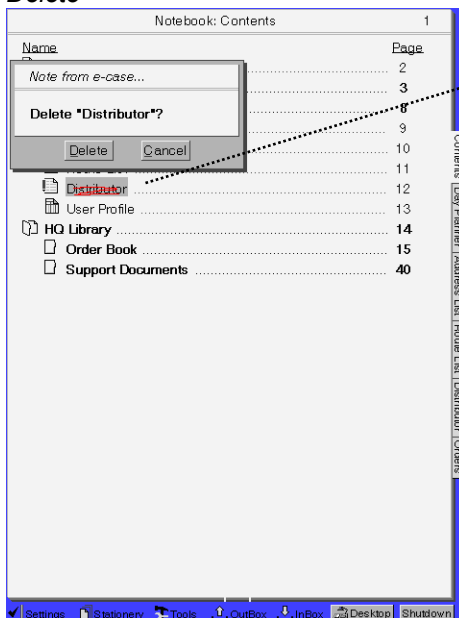 Delete
Notebook: Contents 1
Name Page
2
Note from e-case...
3
Delete "Distributor"?
8
9
Delete Cancel
10
11
Distributor 12
User Profile 13
HQ Library 14
Order Book 15
Support Documents 40
Contents
Day Planner
Address List
Route List
Distributor
Orders
Settings Stationery Tools OutBox InBox Desktop Shutdown